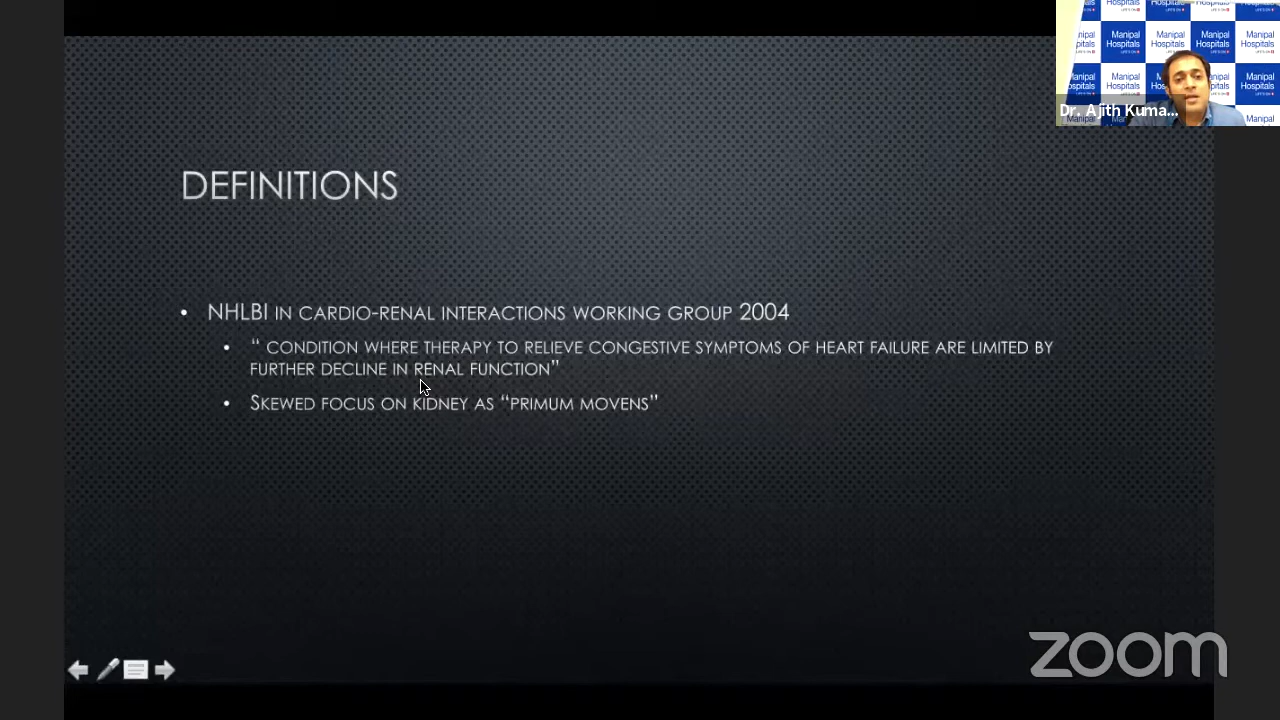 Manipal Hospitals
Dr. Ajith Kuma...
DEFINITIONS
• NHLBI IN CARDIO-RENAL INTERACTIONS WORKING GROUP 2004
• “ CONDITION WHERE THERAPY TO RELIEVE CONGESTIVE SYMPTOMS OF HEART FAILURE ARE LIMITED BY
FURTHER DECLINE IN RENAL FUNCTION”
• SKEWED FOCUS ON KIDNEY AS “PRIMUM MOVENS”
zoom